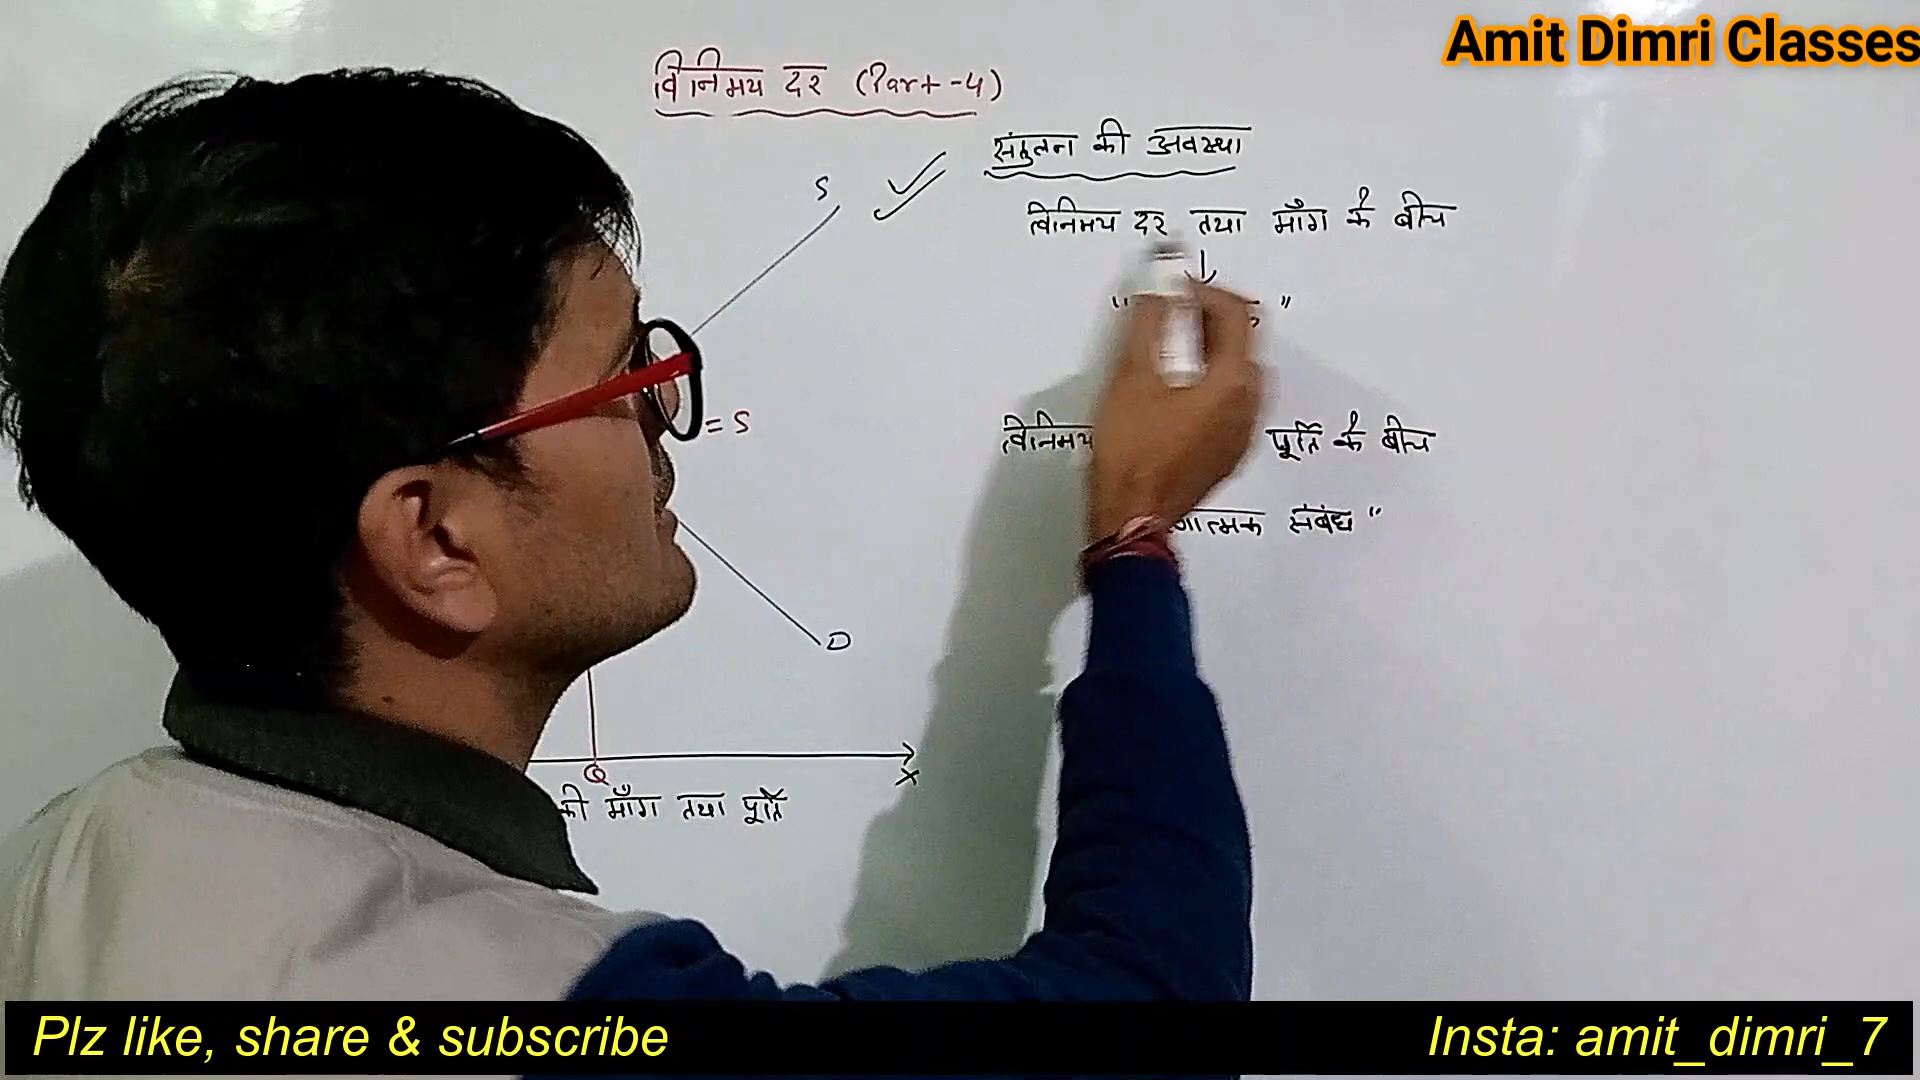 Amit Dimri Classes
विनिमय दर (Part-4)
संतुलन की अवस्था
S
विनिमय दर तथा माँग के बीच
= S
विनिमय पूर्ति के बीच
संबंध"
D
Q
X
की माँग तथा पूर्ति
Plz like, share & subscribe
Insta: amit_dimri_7